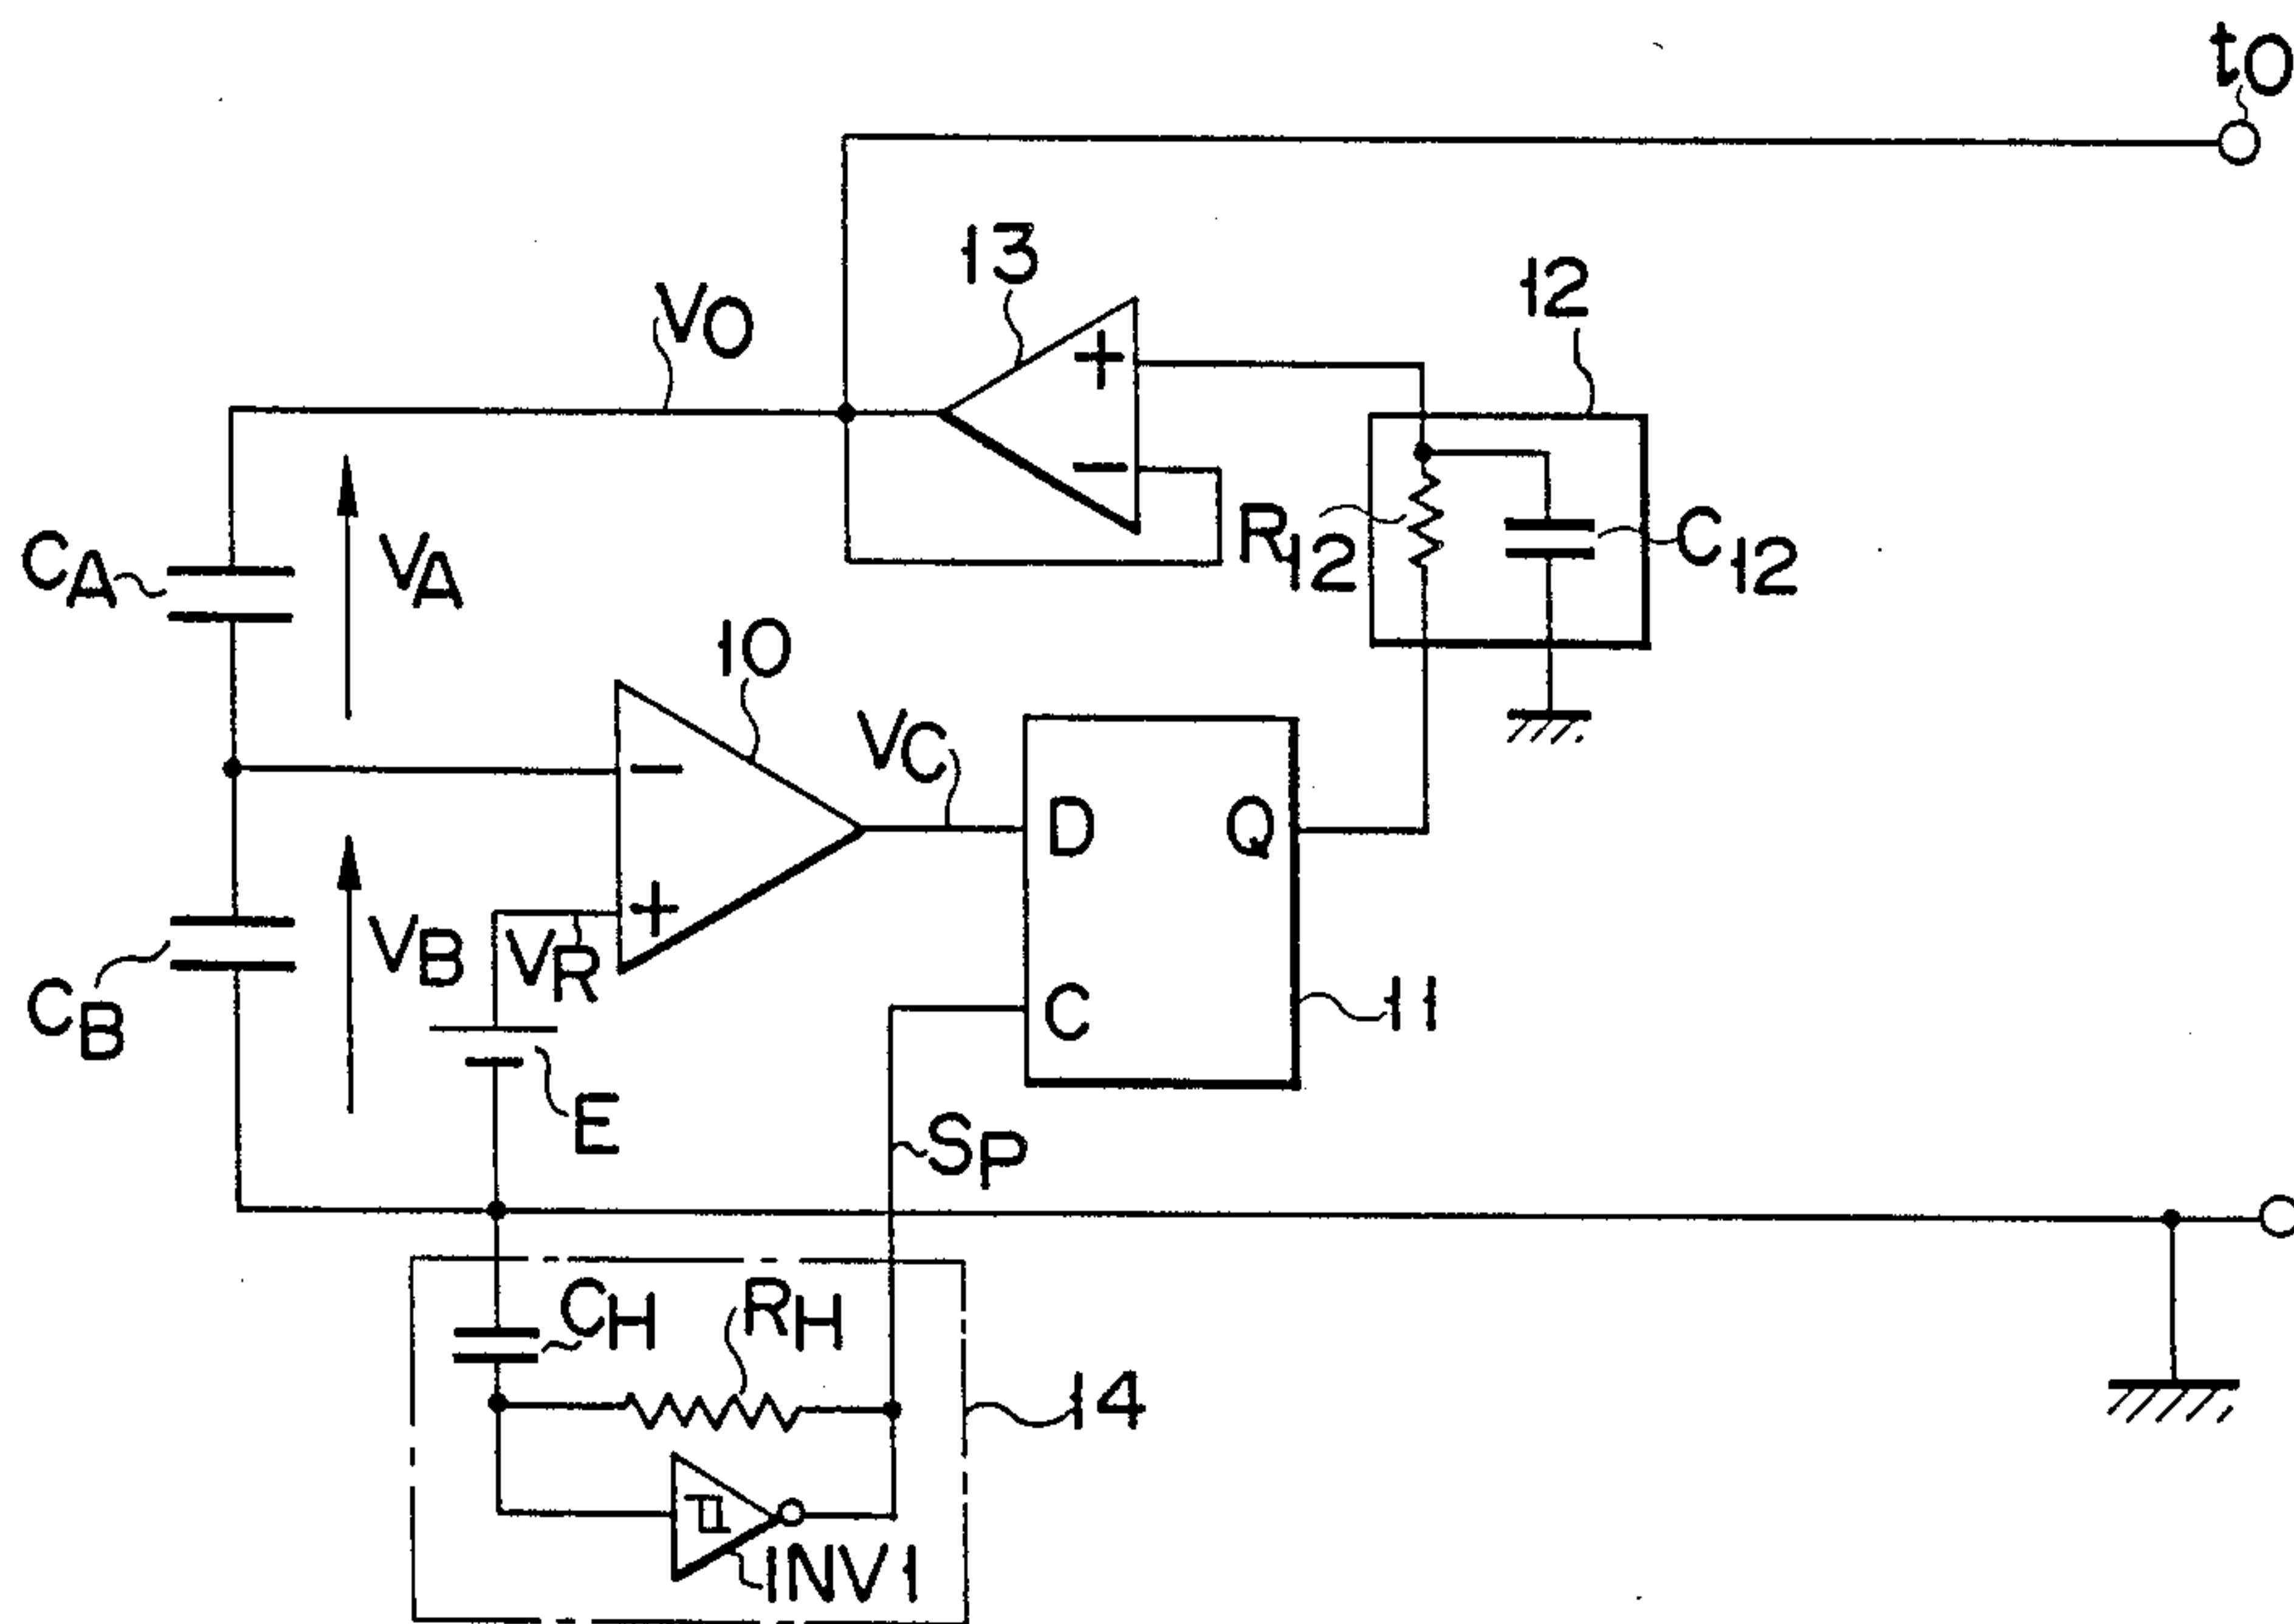 tO
13
12
VO
CA
VA
R12
C12
10
VC
D
Q
−
+
+
−
VB
VR
CB
C
11
E
SP
CH
RH
14
INV1